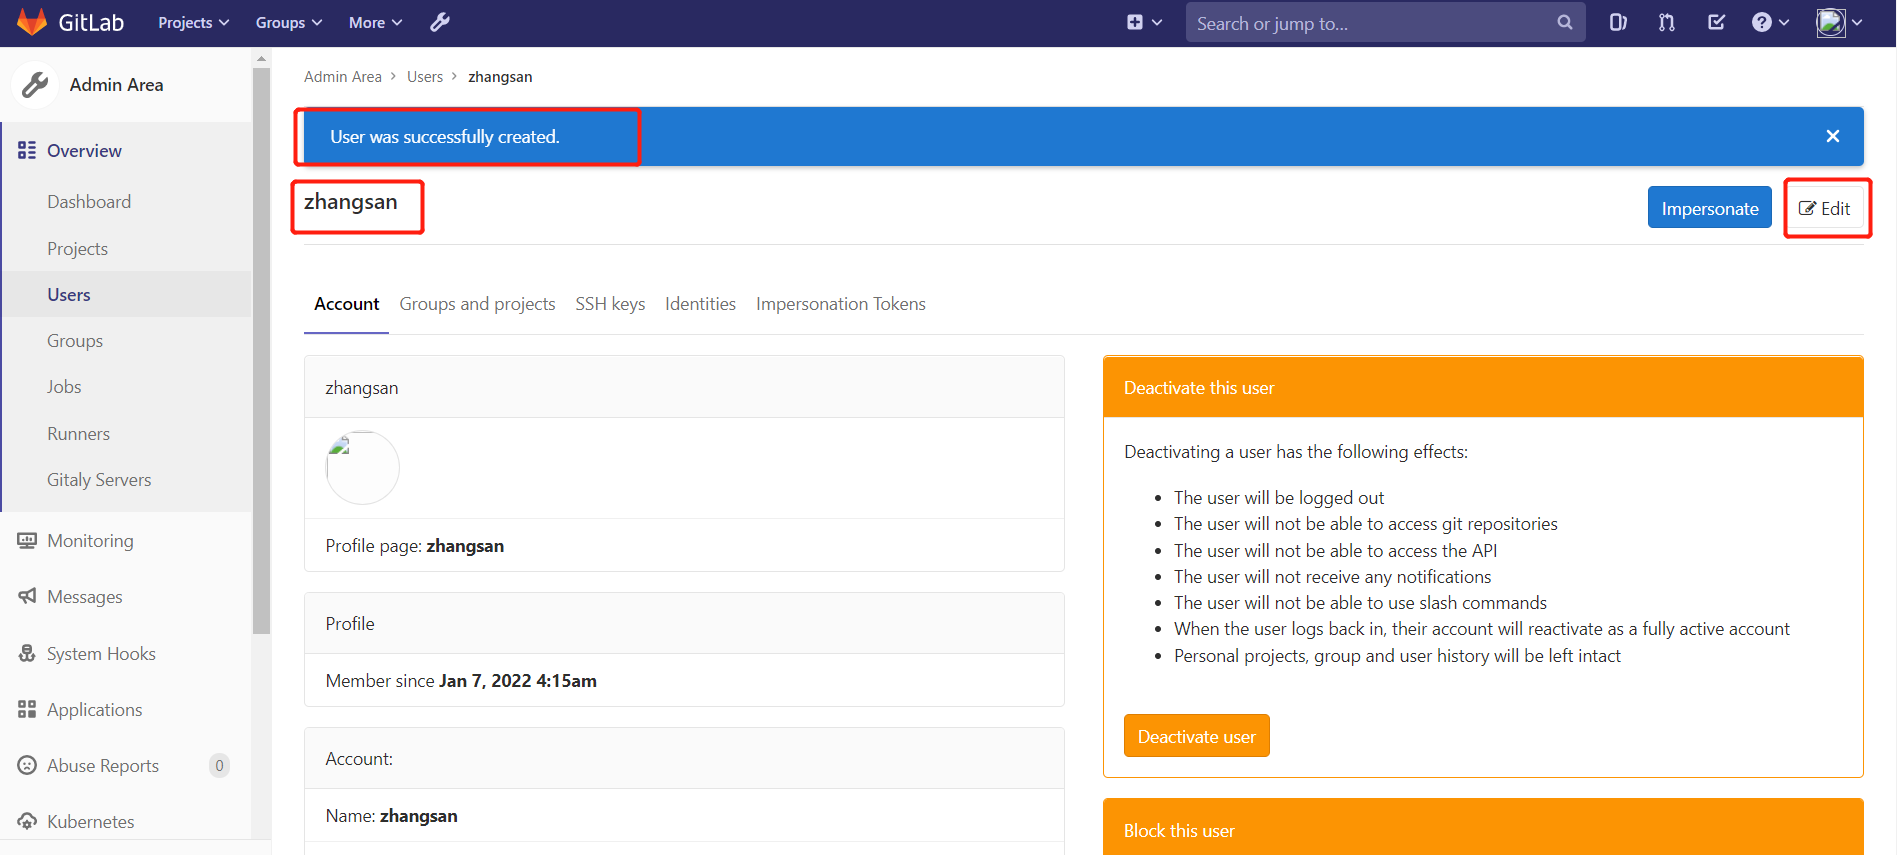 GitLab Projects Groups More Search or jump to...
Admin Area
Overview
Dashboard
Projects
Users
Groups
Jobs
Runners
Gitaly Servers
Monitoring
Messages
System Hooks
Applications
Abuse Reports 0
Kubernetes
Admin Area > Users > zhangsan
User was successfully created.
zhangsan
Impersonate Edit
Account Groups and projects SSH keys Identities Impersonation Tokens
zhangsan
Profile page: zhangsan
Profile
Member since Jan 7, 2022 4:15am
Account:
Name: zhangsan
Deactivate this user
Deactivating a user has the following effects:
• The user will be logged out
• The user will not be able to access git repositories
• The user will not be able to access the API
• The user will not receive any notifications
• The user will not be able to use slash commands
• When the user logs back in, their account will reactivate as a fully active account
• Personal projects, group and user history will be left intact
Deactivate user
Block this user